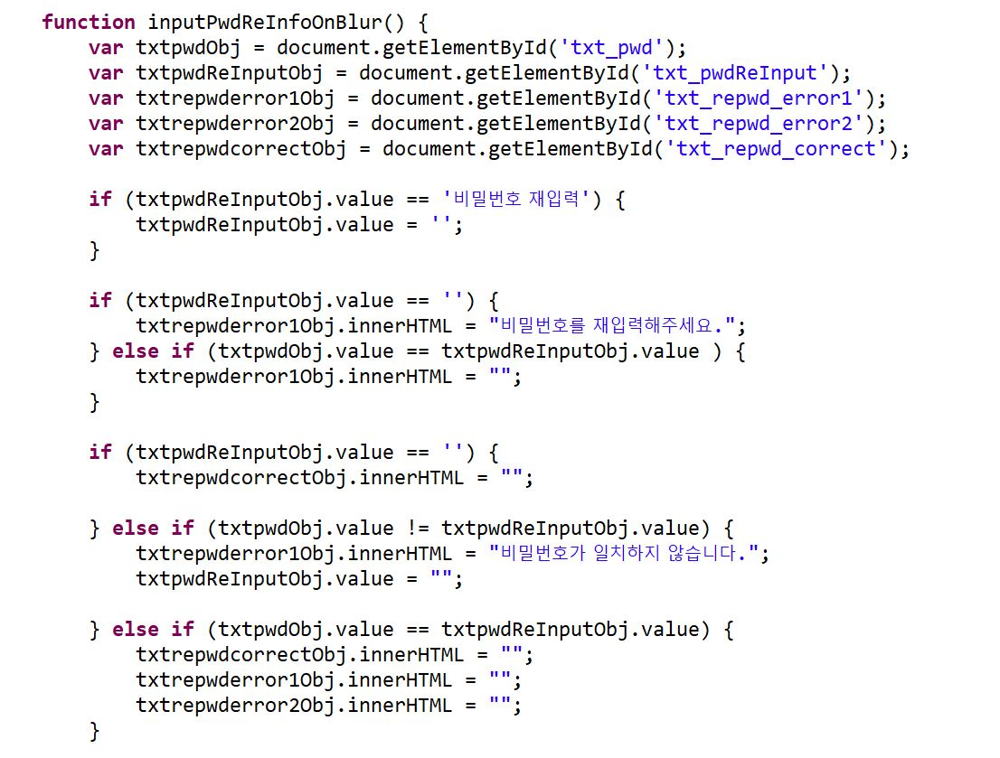 function inputPwdReInfoOnBlur() {
var txtpwdObj = document.getElementById('txt_pwd');
var txtpwdReInputObj = document.getElementById('txt_pwdReInput');
var txtrepwderror1Obj = document.getElementById('txt_repwd_error1');
var txtrepwderror2Obj = document.getElementById('txt_repwd_error2');
var txtrepwdcorrectObj = document.getElementById('txt_repwd_correct');
if (txtpwdReInputObj.value == '비밀번호 재입력') {
txtpwdReInputObj.value = '';
}
if (txtpwdReInputObj.value == '') {
txtrepwderror1Obj.innerHTML = "비밀번호를 재입력해주세요.";
} else if (txtpwdObj.value == txtpwdReInputObj.value ) {
txtrepwderror1Obj.innerHTML = "";
}
if (txtpwdReInputObj.value == '') {
txtrepwdcorrectObj.innerHTML = "";
} else if (txtpwdObj.value != txtpwdReInputObj.value) {
txtrepwderror1Obj.innerHTML = "비밀번호가 일치하지 않습니다.";
txtpwdReInputObj.value = "";
} else if (txtpwdObj.value == txtpwdReInputObj.value) {
txtrepwdcorrectObj.innerHTML = "";
txtrepwderror1Obj.innerHTML = "";
txtrepwderror2Obj.innerHTML = "";
}